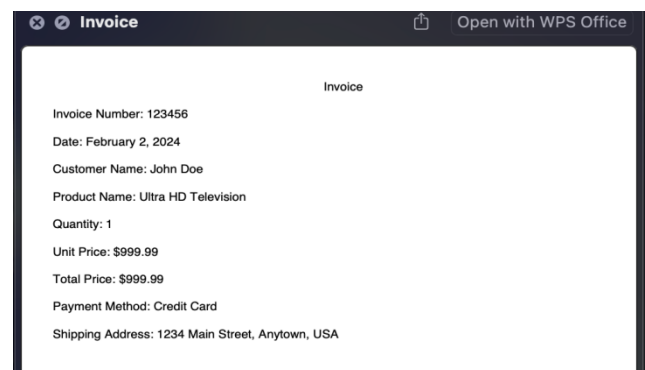 Invoice
Open with WPS Office
Invoice
Invoice Number: 123456
Date: February 2, 2024
Customer Name: John Doe
Product Name: Ultra HD Television
Quantity: 1
Unit Price: $999.99
Total Price: $999.99
Payment Method: Credit Card
Shipping Address: 1234 Main Street, Anytown, USA